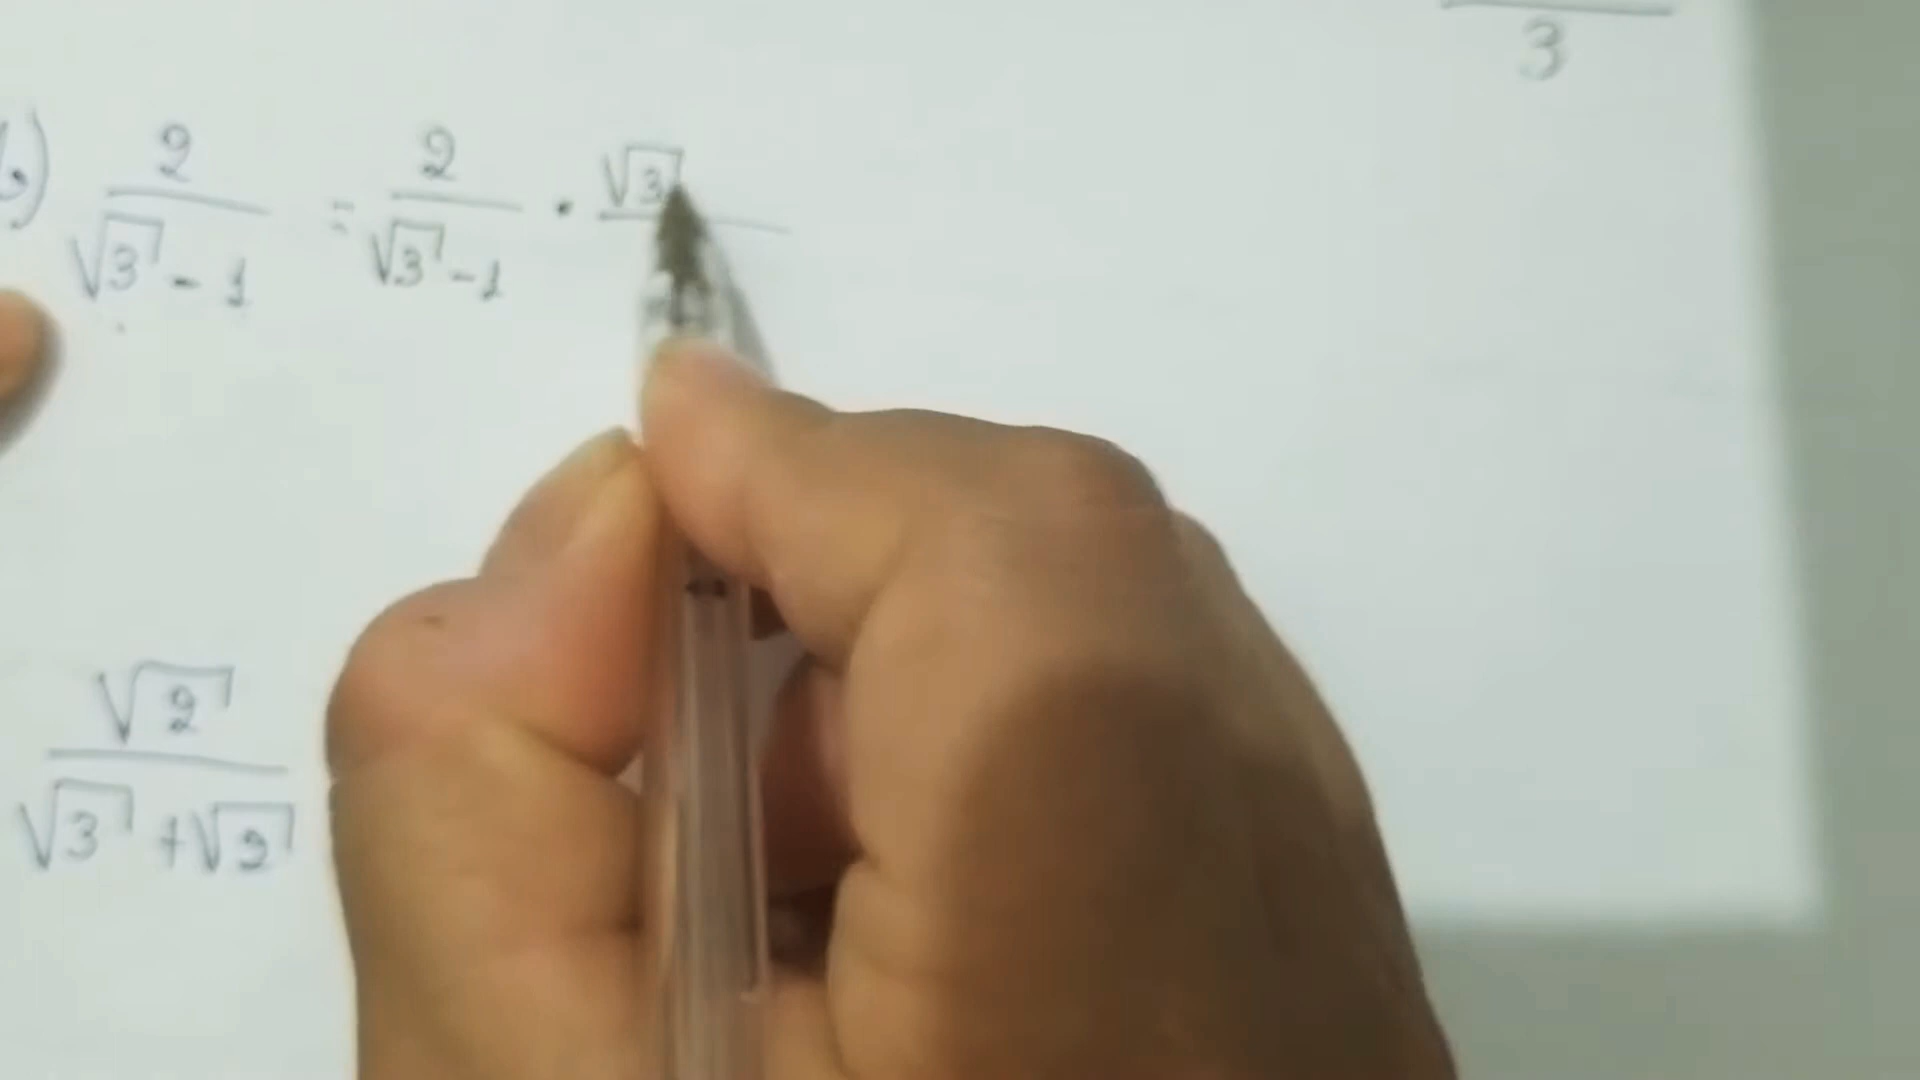 3
b) 2/(√3 - 1) = 2/(√3 - 1) · √3
√2/(√3 + √2)